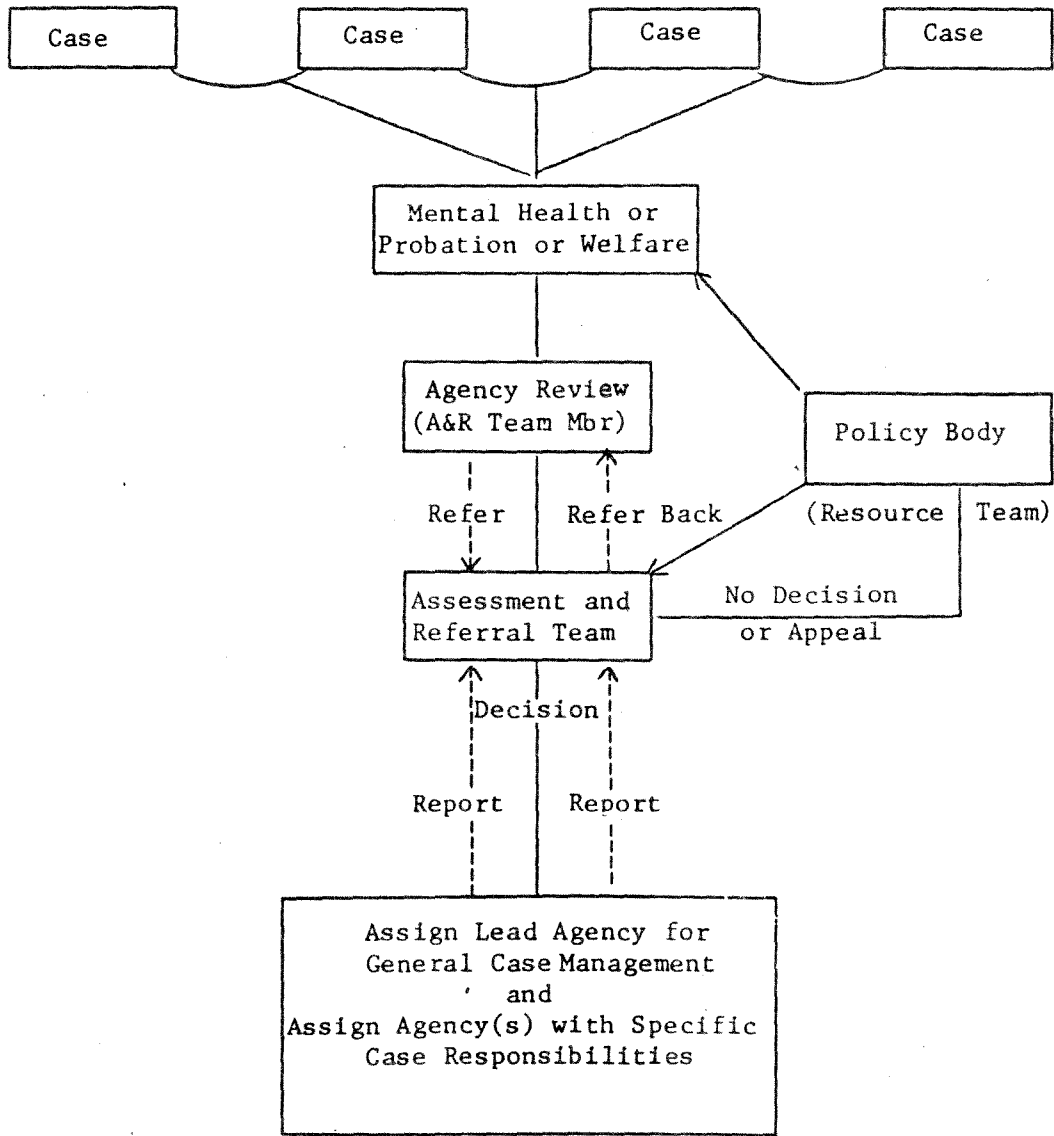 Case
Case
Case
Case
Mental Health or
Probation or Welfare
Agency Review
(A&R Team Mbr)
Policy Body
(Resource Team)
Refer
Refer Back
Assessment and
Referral Team
No Decision
or Appeal
Decision
Report
Report
Assign Lead Agency for
General Case Management
and
Assign Agency(s) with Specific
Case Responsibilities